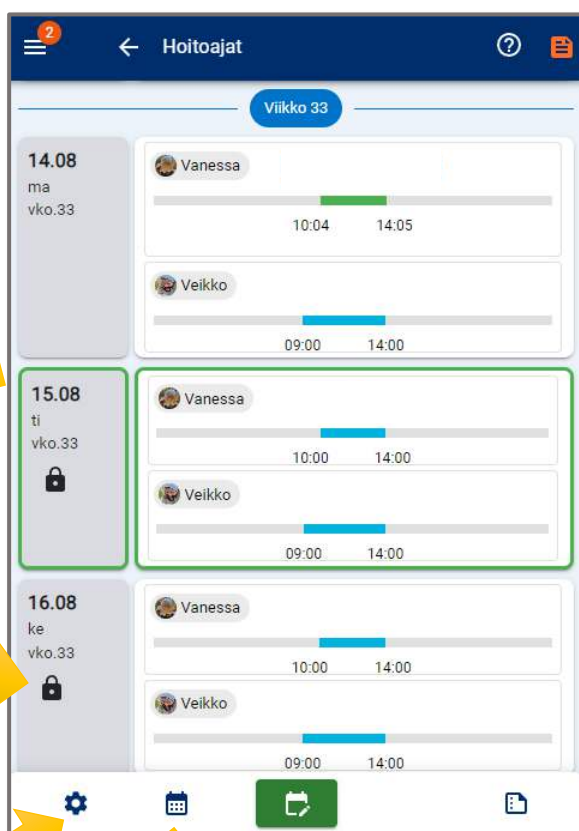 2
Hoitoajat
Viikko 33
14.08
ma
vko.33
Vanessa
10:04 14:05
Veikko
09:00 14:00
15.08
ti
vko.33
Vanessa
10:00 14:00
Veikko
09:00 14:00
16.08
ke
vko.33
Vanessa
10:00 14:00
Veikko
09:00 14:00